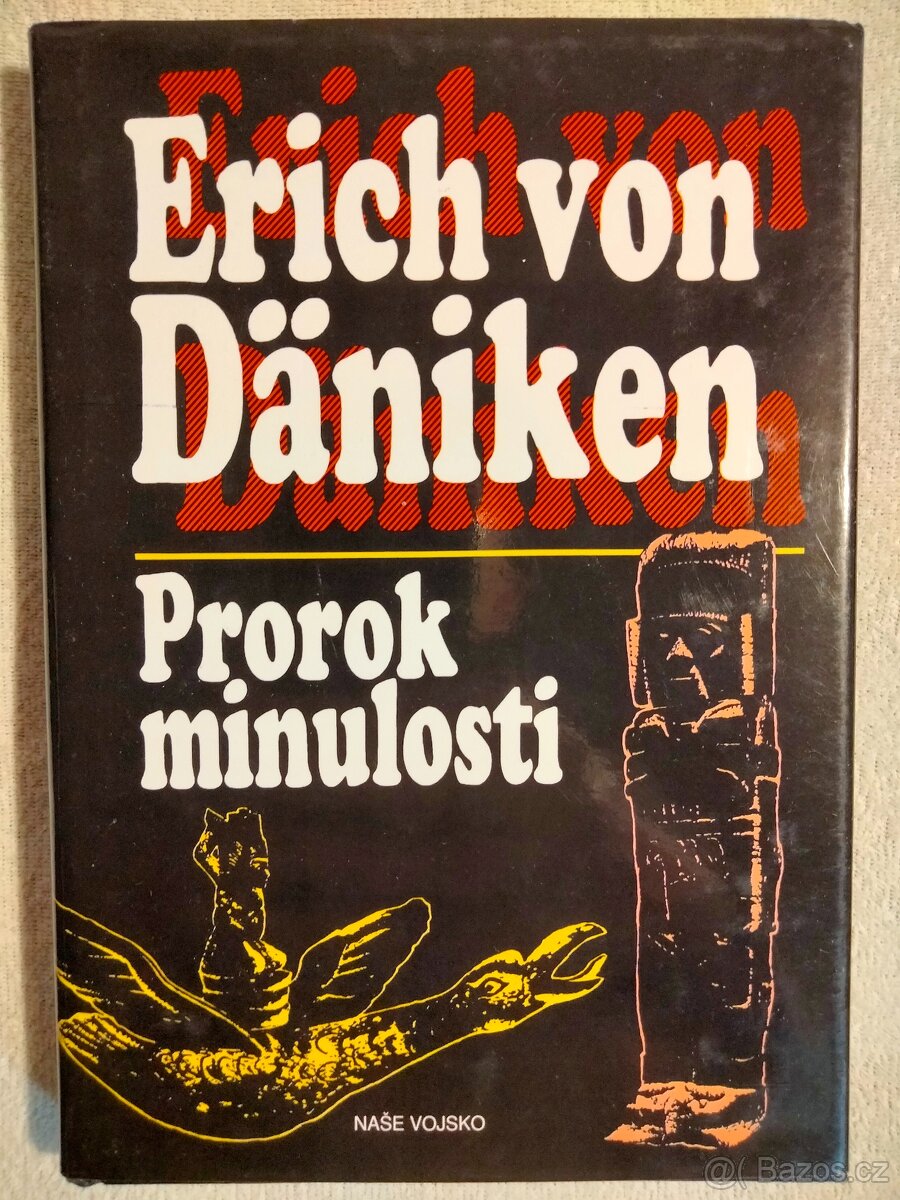 Erich von
Däniken
Prorok
minulosti
NAŠE VOJSKO
@( Bazos.cz